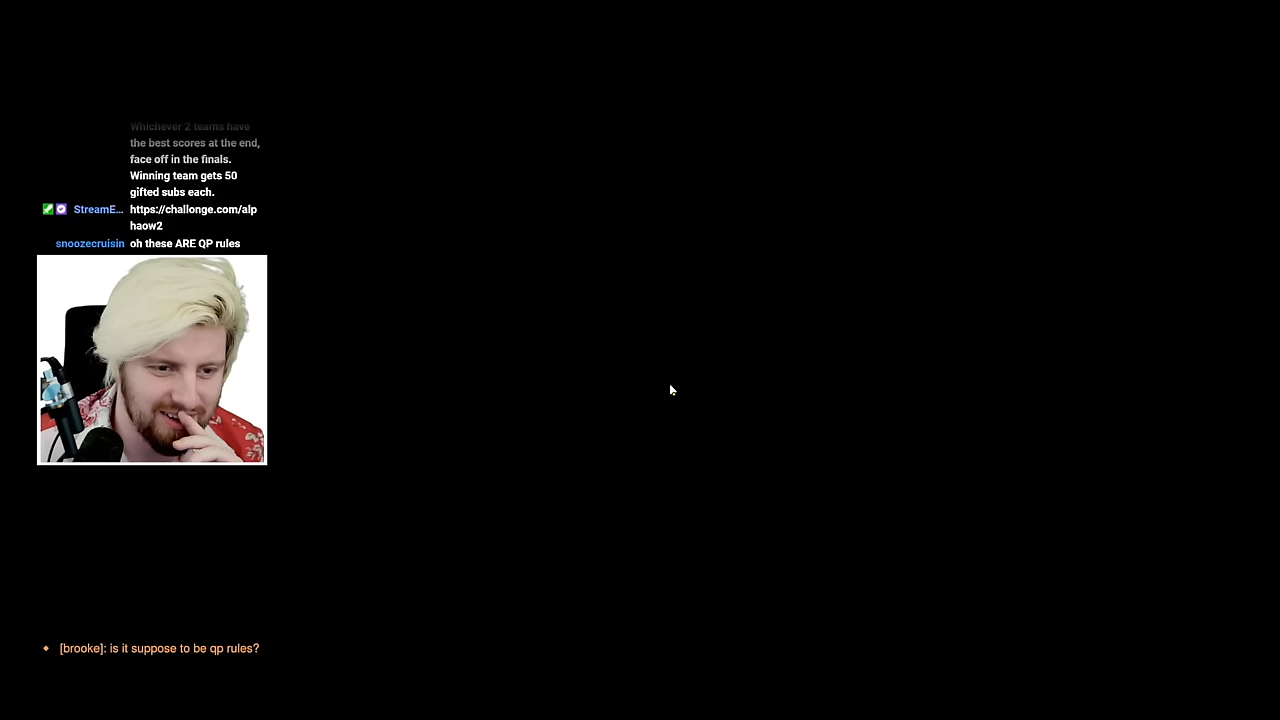 Whichever 2 teams have
the best scores at the end,
face off in the finals.
Winning team gets 50
gifted subs each.
StreamE... https://challonge.com/alp
haow2
snoozecruisin oh these ARE QP rules
[brooke]: is it suppose to be qp rules?